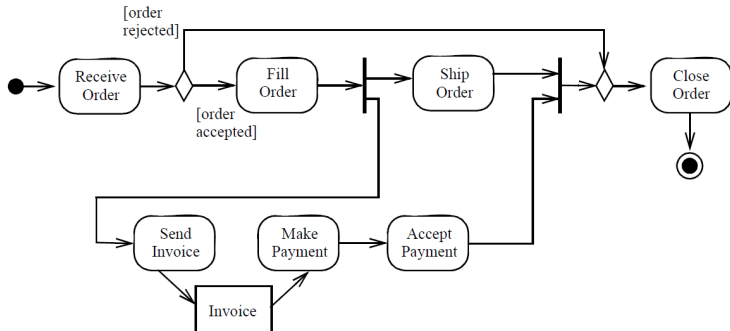 [order
rejected]
Receive
Order
Fill
Order
Ship
Order
Close
Order
[order
accepted]
Send
Invoice
Make
Payment
Accept
Payment
Invoice